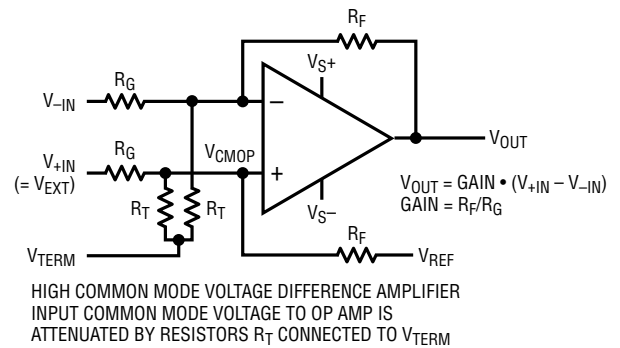 RF
VS+
RG
V–IN
–
VOUT
RG
VCMOP
V+IN
+
(= VEXT)
VOUT = GAIN • (V+IN – V–IN)
GAIN = RF/RG
RT
RT
VS–
RF
VTERM
VREF
HIGH COMMON MODE VOLTAGE DIFFERENCE AMPLIFIER
INPUT COMMON MODE VOLTAGE TO OP AMP IS
ATTENUATED BY RESISTORS RT CONNECTED TO VTERM